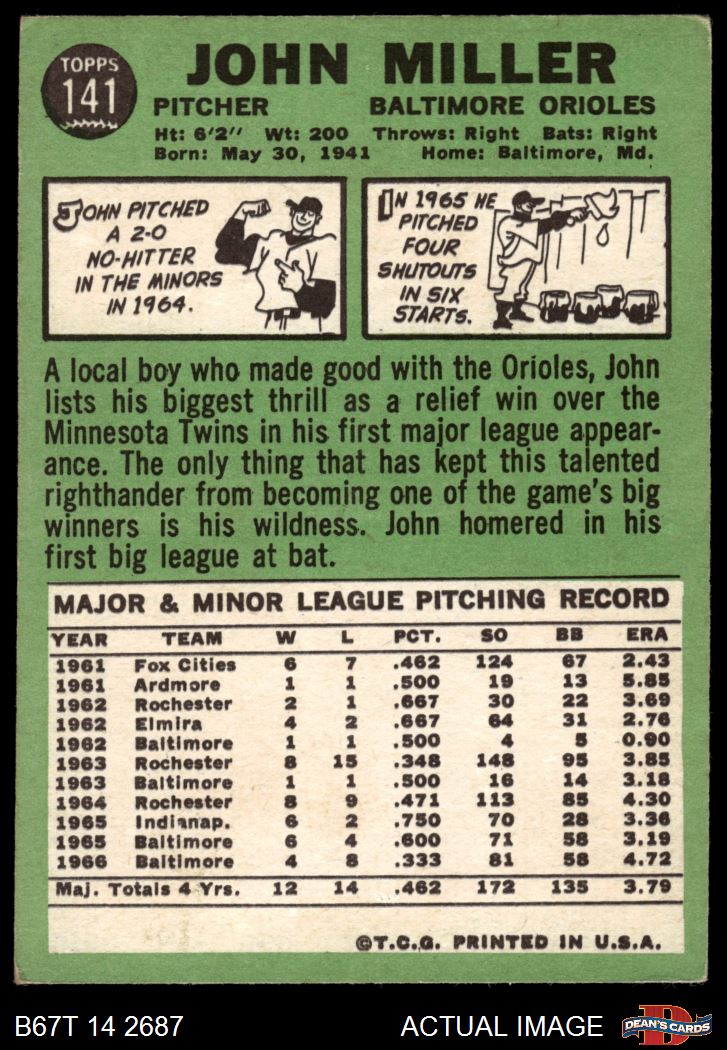 TOPPS
141
JOHN MILLER
PITCHER BALTIMORE ORIOLES
Ht: 6'2" Wt: 200 Throws: Right Bats: Right
Born: May 30, 1941 Home: Baltimore, Md.
JOHN PITCHED
A 2-0
NO-HITTER
IN THE MINORS
IN 1964.
IN 1965 HE
PITCHED
FOUR
SHUTOUTS
IN SIX
STARTS.
A local boy who made good with the Orioles, John
lists his biggest thrill as a relief win over the
Minnesota Twins in his first major league appear-
ance. The only thing that has kept this talented
righthander from becoming one of the game's big
winners is his wildness. John homered in his
first big league at bat.
MAJOR & MINOR LEAGUE PITCHING RECORD
YEAR TEAM W L PCT. SO BB ERA
1961 Fox Cities 6 7 .462 124 67 2.43
1961 Ardmore 1 1 .500 19 13 5.85
1962 Rochester 2 1 .667 30 22 3.69
1962 Elmira 4 2 .667 64 31 2.76
1962 Baltimore 1 1 .500 4 5 0.90
1963 Rochester 8 15 .348 148 95 3.85
1963 Baltimore 1 1 .500 16 14 3.18
1964 Rochester 8 9 .471 113 85 4.30
1965 Indianap. 6 2 .750 70 28 3.36
1965 Baltimore 6 4 .600 71 58 3.19
1966 Baltimore 4 8 .333 81 58 4.72
Maj. Totals 4 Yrs. 12 14 .462 172 135 3.79
©T.C.G. PRINTED IN U.S.A.
B67T 14 2687 ACTUAL IMAGE
DEAN'S CARDS